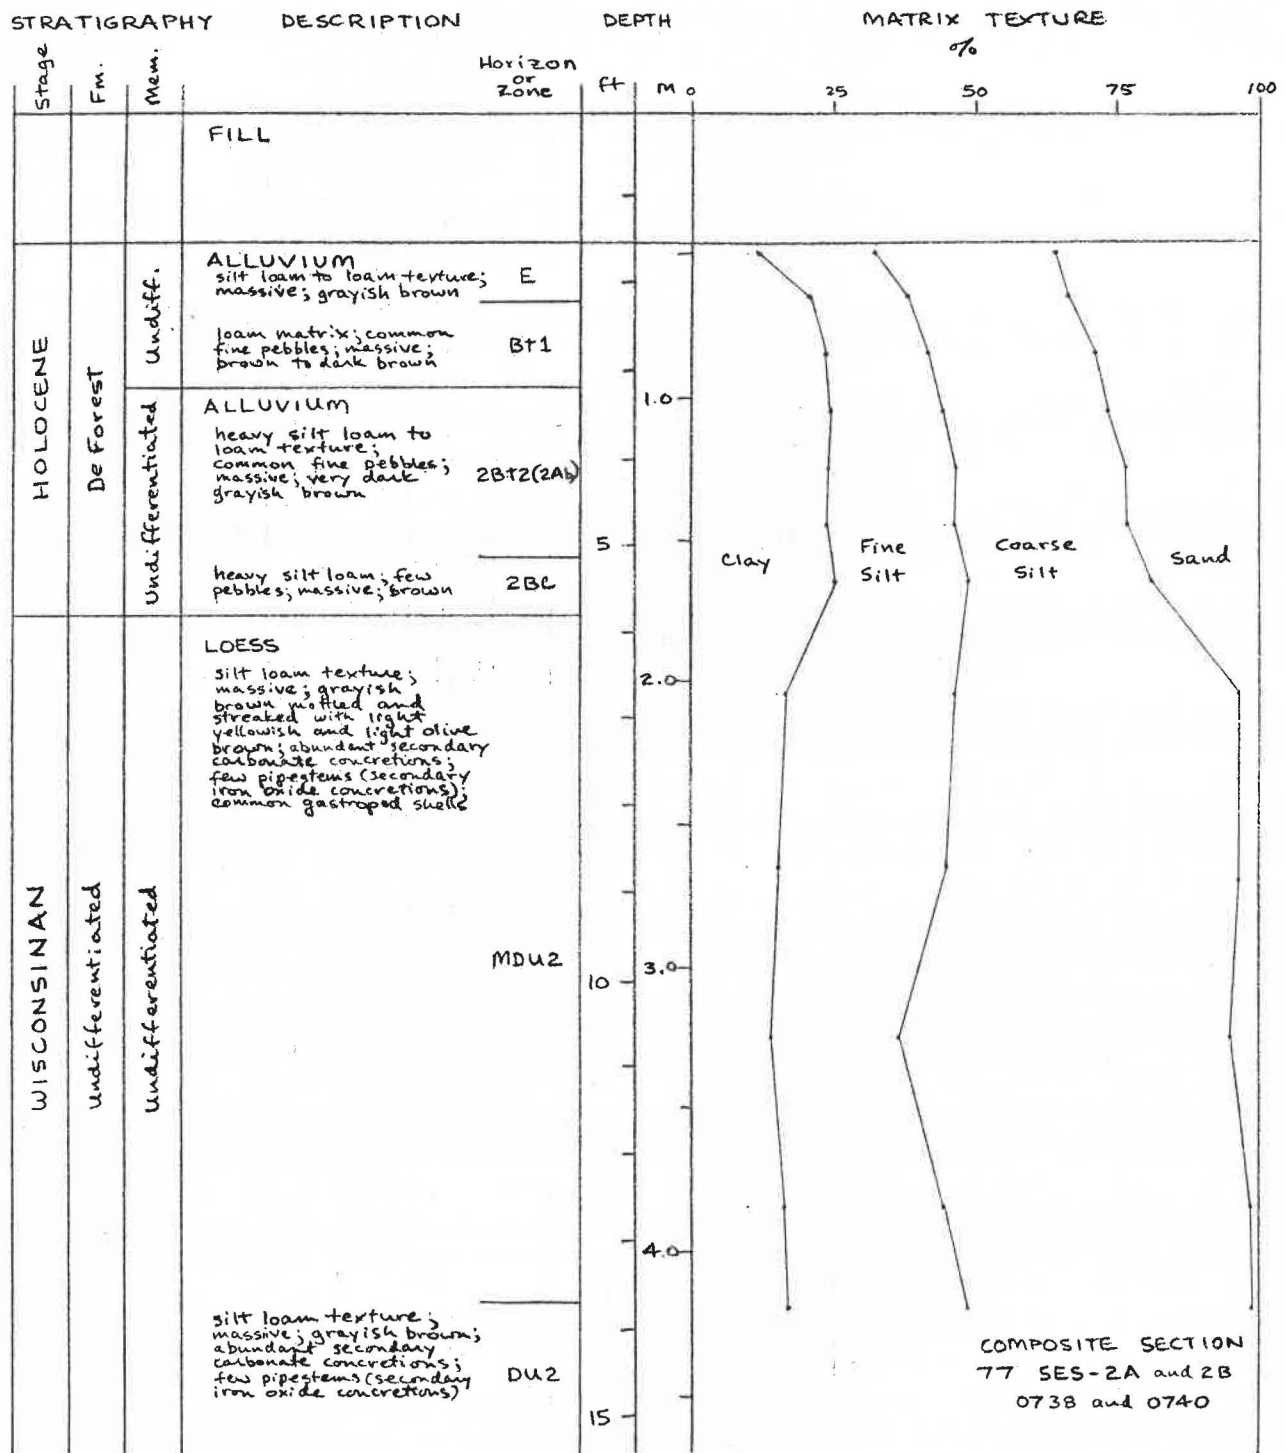 STRATIGRAPHY DESCRIPTION DEPTH MATRIX TEXTURE
%
Stage Fm. Mem. Horizon or Zone ft m 0 25 50 75 100
FILL
HOLOCENE
DeForest
Undiff.
ALLUVIUM
silt loam to loam texture;
massive; grayish brown
E
loam matrix; common
fine pebbles; massive;
brown to dark brown
Bt1
1.0
Undifferentiated
ALLUVIUM
heavy silt loam to
loam texture;
common fine pebbles;
massive; very dark
grayish brown
2Bt2(2Ab)
5
heavy silt loam; few
pebbles; massive; brown
2BC
Clay
Fine
Silt
Coarse
Silt
Sand
WISCONSINAN
Undifferentiated
Undifferentiated
LOESS
silt loam texture;
massive; grayish
brown mottled and
streaked with light
yellowish and light olive
brown; abundant secondary
carbonate concretions;
few pipestems (secondary
iron oxide concretions);
common gastroped shells
2.0
MDU2
10
3.0
4.0
silt loam texture;
massive; grayish brown;
abundant secondary
carbonate concretions;
few pipestems (secondary
iron oxide concretions)
DU2
15
COMPOSITE SECTION
77 SES-2A and 2B
0738 and 0740